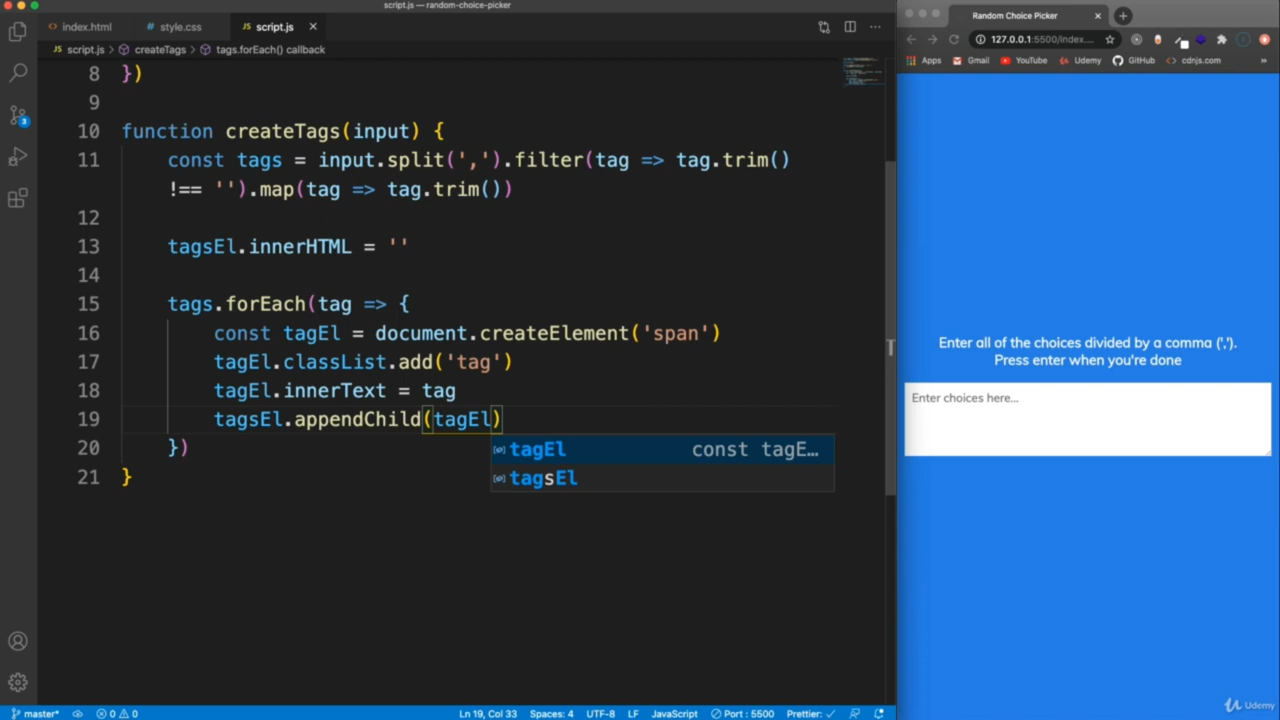 script.js — random-choice-picker
index.html
style.css
JS script.js
JS script.js > createTags > tags.forEach() callback
8 })
9
10 function createTags(input) {
11 const tags = input.split(',').filter(tag => tag.trim()
!== '').map(tag => tag.trim())
12
13 tagsEl.innerHTML = ''
14
15 tags.forEach(tag => {
16 const tagEl = document.createElement('span')
17 tagEl.classList.add('tag')
18 tagEl.innerText = tag
19 tagsEl.appendChild(tagEl)
20 })
21 }
tagEl const tagE…
tagsEl
3
master* 0 0 Ln 19, Col 33 Spaces: 4 UTF-8 LF JavaScript Port : 5500 Prettier: ✓
Random Choice Picker
127.0.0.1:5500/index....
Apps Gmail YouTube Udemy GitHub cdnjs.com »
Enter all of the choices divided by a comma (',').
Press enter when you're done
Enter choices here...
Udemy